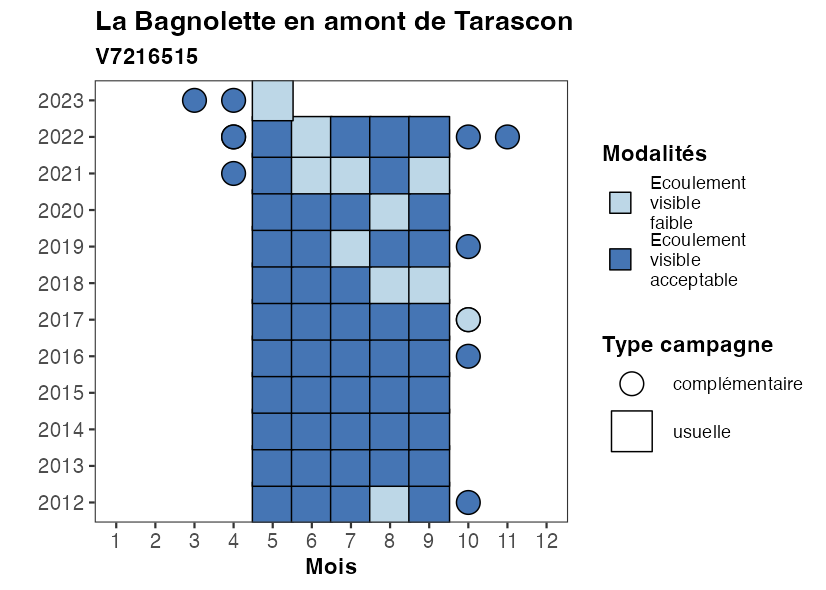 La Bagnolette en amont de Tarascon
V7216515
2023
2022
2021
2020
2019
2018
2017
2016
2015
2014
2013
2012
1 2 3 4 5 6 7 8 9 10 11 12
Mois
Modalités
Ecoulement
visible
faible
Ecoulement
visible
acceptable
Type campagne
complémentaire
usuelle